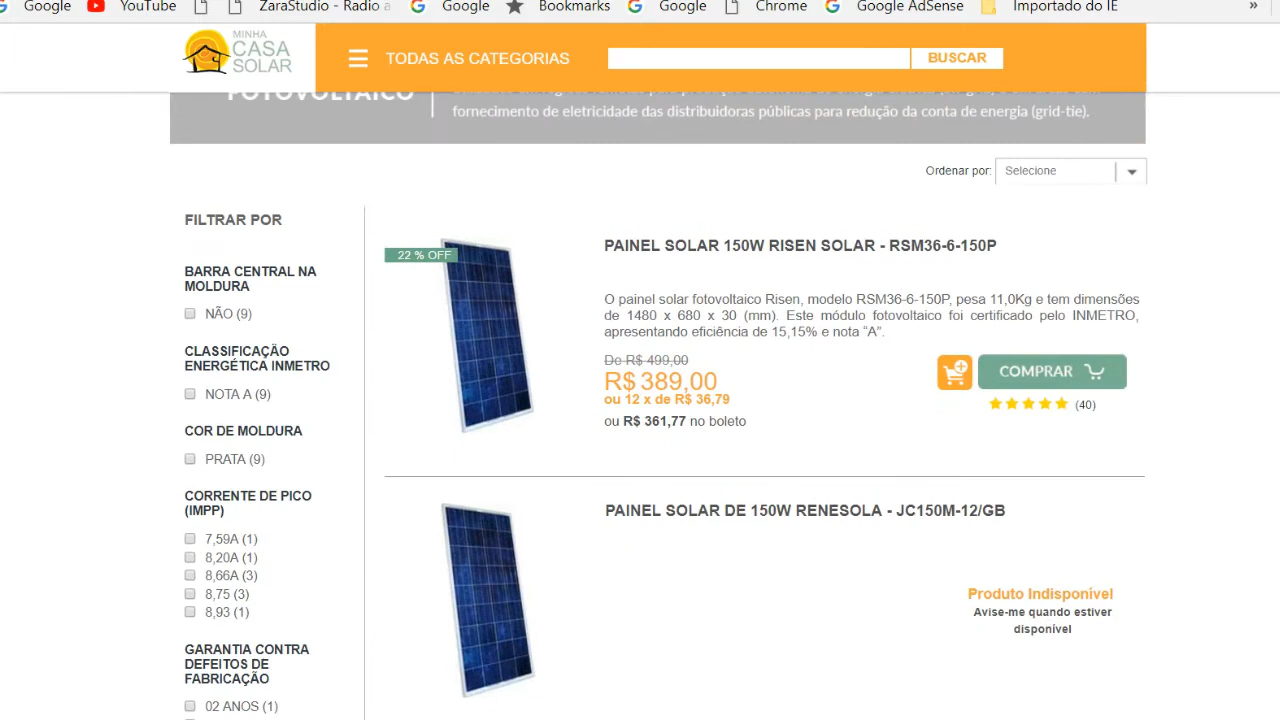 Google
YouTube
ZaraStudio - Radio a
Google
Bookmarks
Google
Chrome
Google AdSense
Importado do IE
»
MINHA
CASA
SOLAR
TODAS AS CATEGORIAS
BUSCAR
FOTOVOLTAICO
fornecimento de eletricidade das distribuidoras públicas para redução da conta de energia (grid-tie).
Ordenar por:
Selecione
FILTRAR POR
BARRA CENTRAL NA
MOLDURA
NÃO (9)
CLASSIFICAÇÃO
ENERGÉTICA INMETRO
NOTA A (9)
COR DE MOLDURA
PRATA (9)
CORRENTE DE PICO
(IMPP)
7,59A (1)
8,20A (1)
8,66A (3)
8,75 (3)
8,93 (1)
GARANTIA CONTRA
DEFEITOS DE
FABRICAÇÃO
02 ANOS (1)
22 % OFF
PAINEL SOLAR 150W RISEN SOLAR - RSM36-6-150P
O painel solar fotovoltaico Risen, modelo RSM36-6-150P, pesa 11,0Kg e tem dimensões
de 1480 x 680 x 30 (mm). Este módulo fotovoltaico foi certificado pelo INMETRO,
apresentando eficiência de 15,15% e nota “A”.
De R$ 499,00
R$ 389,00
ou 12 x de R$ 36,79
ou R$ 361,77 no boleto
COMPRAR
(40)
PAINEL SOLAR DE 150W RENESOLA - JC150M-12/GB
Produto Indisponível
Avise-me quando estiver
disponível